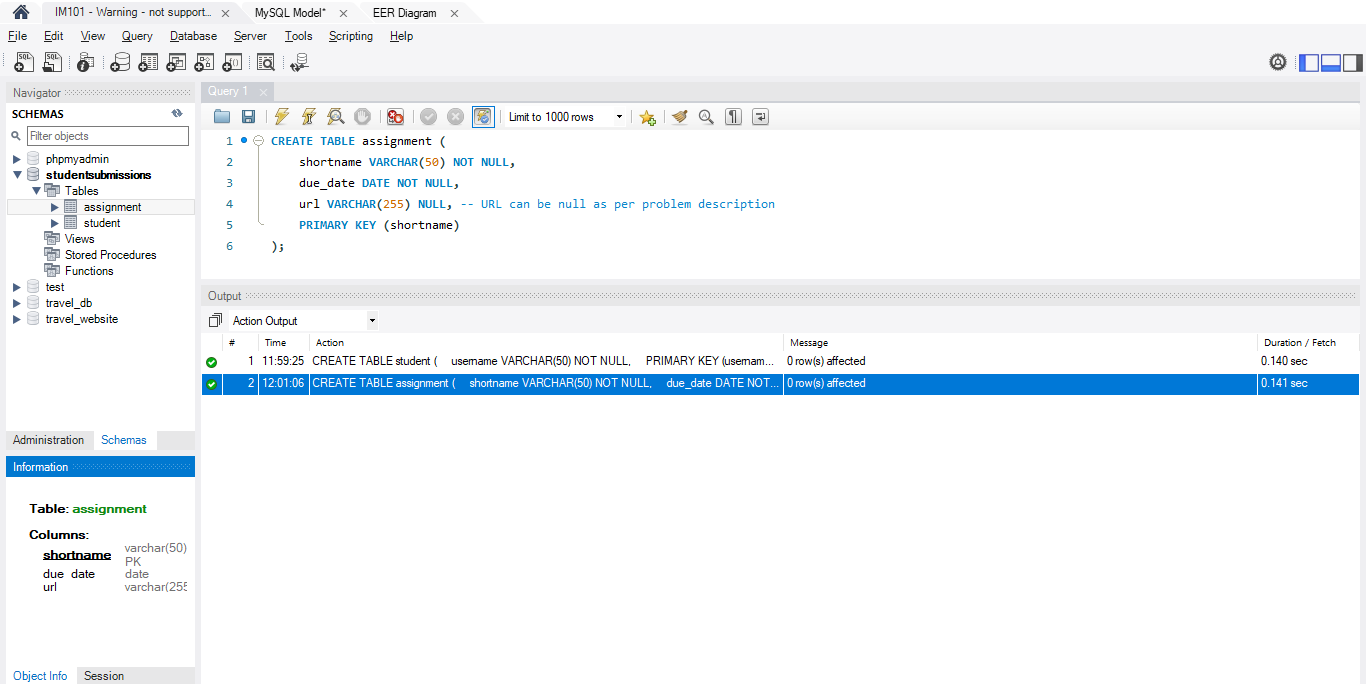 IM101 - Warning - not support...
MySQL Model*
EER Diagram
File Edit View Query Database Server Tools Scripting Help
SQL SQL
Navigator
SCHEMAS
Filter objects
phpmyadmin
studentsubmissions
Tables
assignment
student
Views
Stored Procedures
Functions
test
travel_db
travel_website
Administration Schemas
Information
Table: assignment
Columns:
shortname varchar(50) PK
due_date date
url varchar(255
Object Info Session
Query 1
Limit to 1000 rows
1 CREATE TABLE assignment (
2 shortname VARCHAR(50) NOT NULL,
3 due_date DATE NOT NULL,
4 url VARCHAR(255) NULL, -- URL can be null as per problem description
5 PRIMARY KEY (shortname)
6 );
Output
Action Output
# Time Action Message Duration / Fetch
1 11:59:25 CREATE TABLE student ( username VARCHAR(50) NOT NULL, PRIMARY KEY (usernam... 0 row(s) affected 0.140 sec
2 12:01:06 CREATE TABLE assignment ( shortname VARCHAR(50) NOT NULL, due_date DATE NOT... 0 row(s) affected 0.141 sec